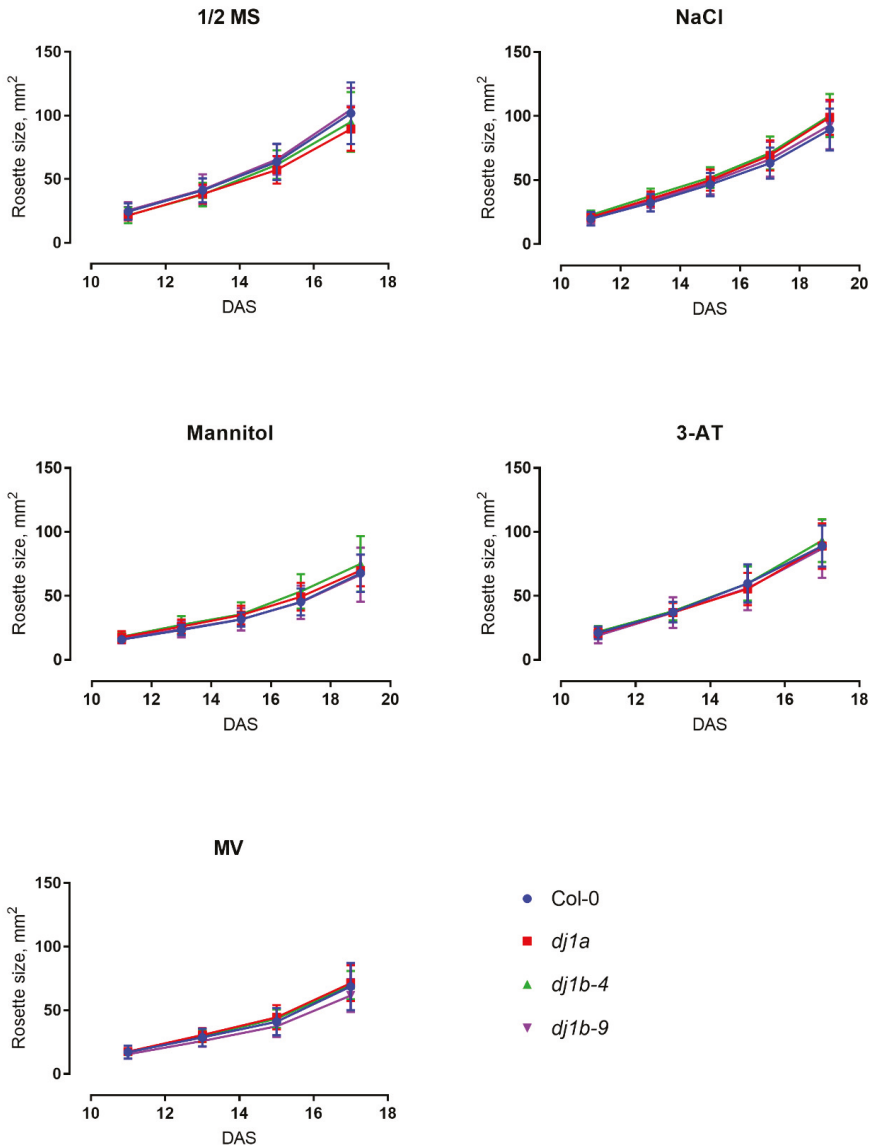 1/2 MS
Rosette size, mm²
150
100
50
0
10 12 14 16 18
DAS
NaCl
Rosette size, mm²
150
100
50
0
10 12 14 16 18 20
DAS
Mannitol
Rosette size, mm²
150
100
50
0
10 12 14 16 18 20
DAS
3-AT
Rosette size, mm²
150
100
50
0
10 12 14 16 18
DAS
MV
Rosette size, mm²
150
100
50
0
10 12 14 16 18
DAS
Col-0
dj1a
dj1b-4
dj1b-9